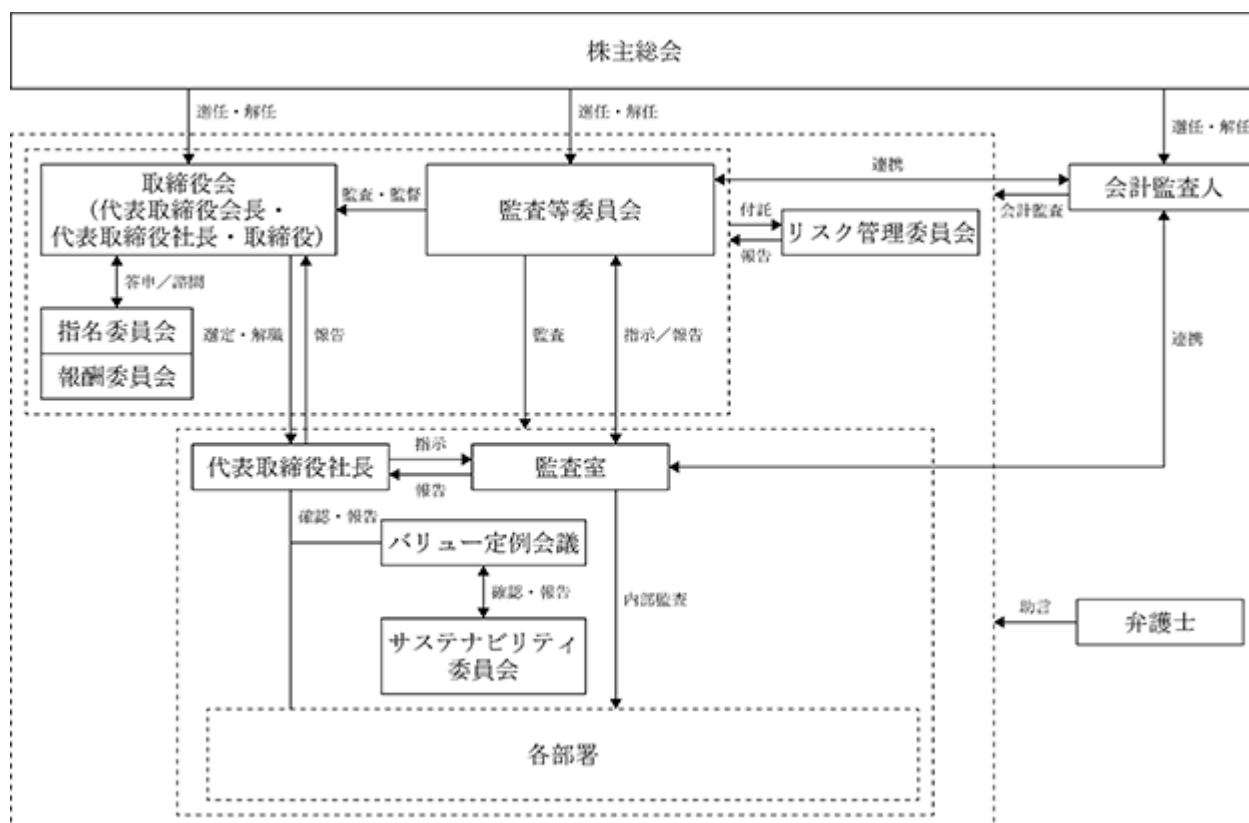 株主総会
選任・解任
選任・解任
選任・解任
取締役会
(代表取締役会長・
代表取締役社長・取締役)
監査・監督
監査等委員会
連携
会計監査人
会計監査
付託
報告
リスク管理委員会
答申/諮問
指名委員会
報酬委員会
選定・解職
報告
監査
指示/報告
連携
代表取締役社長
指示
報告
監査室
確認・報告
バリュー定例会議
確認・報告
サステナビリティ
委員会
内部監査
助言
弁護士
各部署